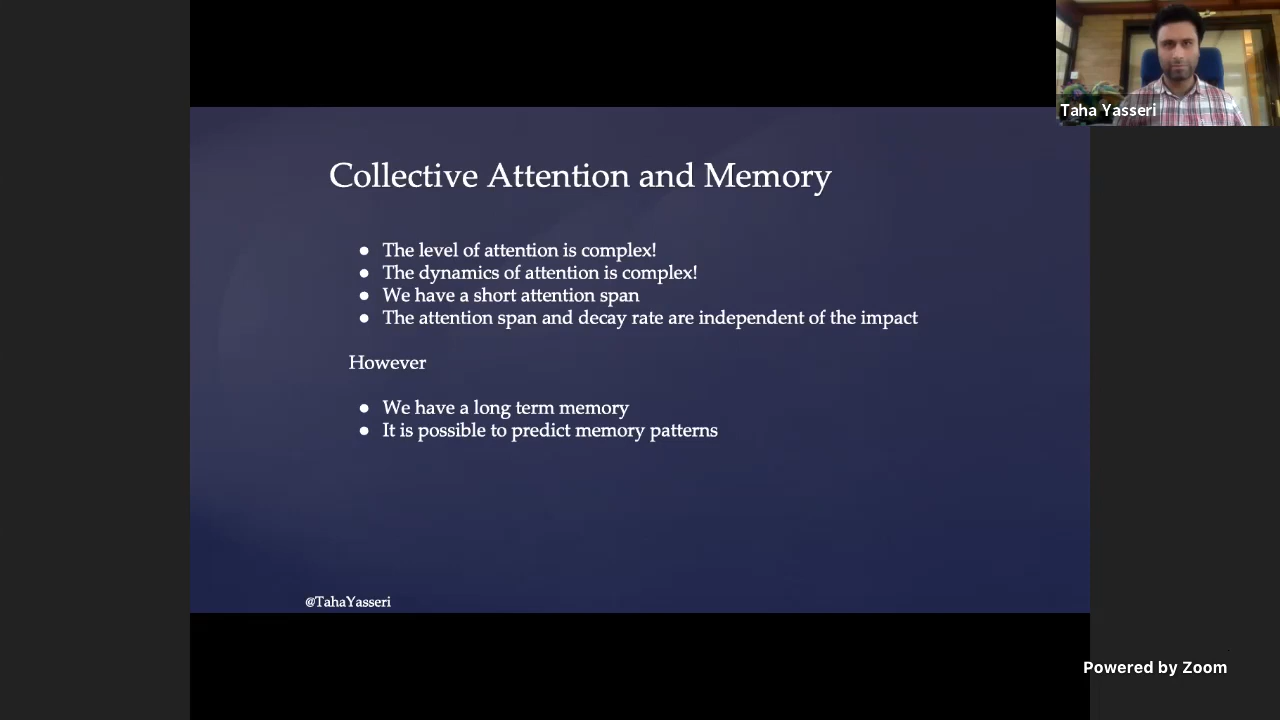 Taha Yasseri
Collective Attention and Memory
● The level of attention is complex!
● The dynamics of attention is complex!
● We have a short attention span
● The attention span and decay rate are independent of the impact
However
● We have a long term memory
● It is possible to predict memory patterns
@TahaYasseri
Powered by Zoom